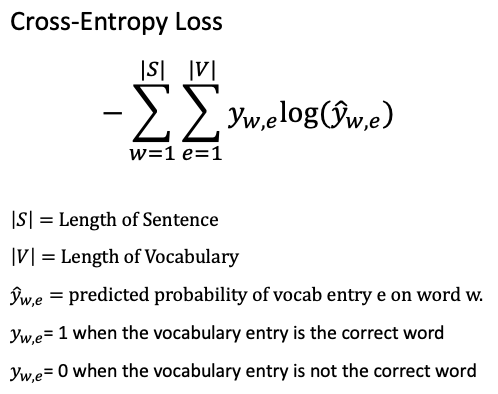 Cross-Entropy Loss
|S| |V|
− ∑ ∑ y_{w,e}log(ŷ_{w,e})
w=1 e=1
|S| = Length of Sentence
|V| = Length of Vocabulary
ŷ_{w,e} = predicted probability of vocab entry e on word w.
y_{w,e}= 1 when the vocabulary entry is the correct word
y_{w,e}= 0 when the vocabulary entry is not the correct word